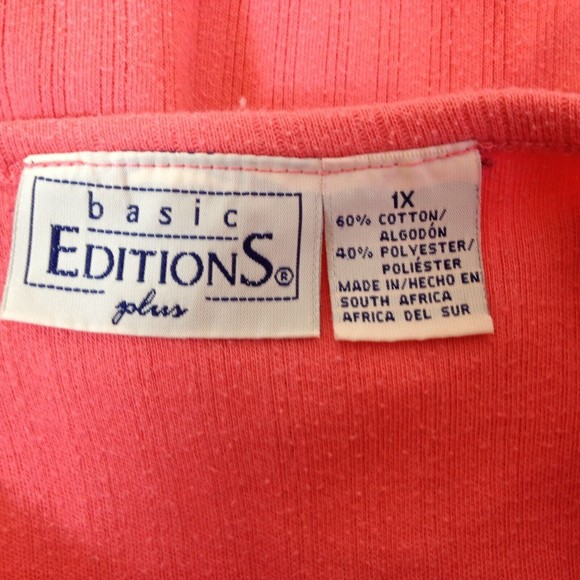 basic
EDITIONS®
plus
1X
60% COTTON/
ALGODÓN
40% POLYESTER/
POLIÉSTER
MADE IN/HECHO EN
SOUTH AFRICA
AFRICA DEL SUR